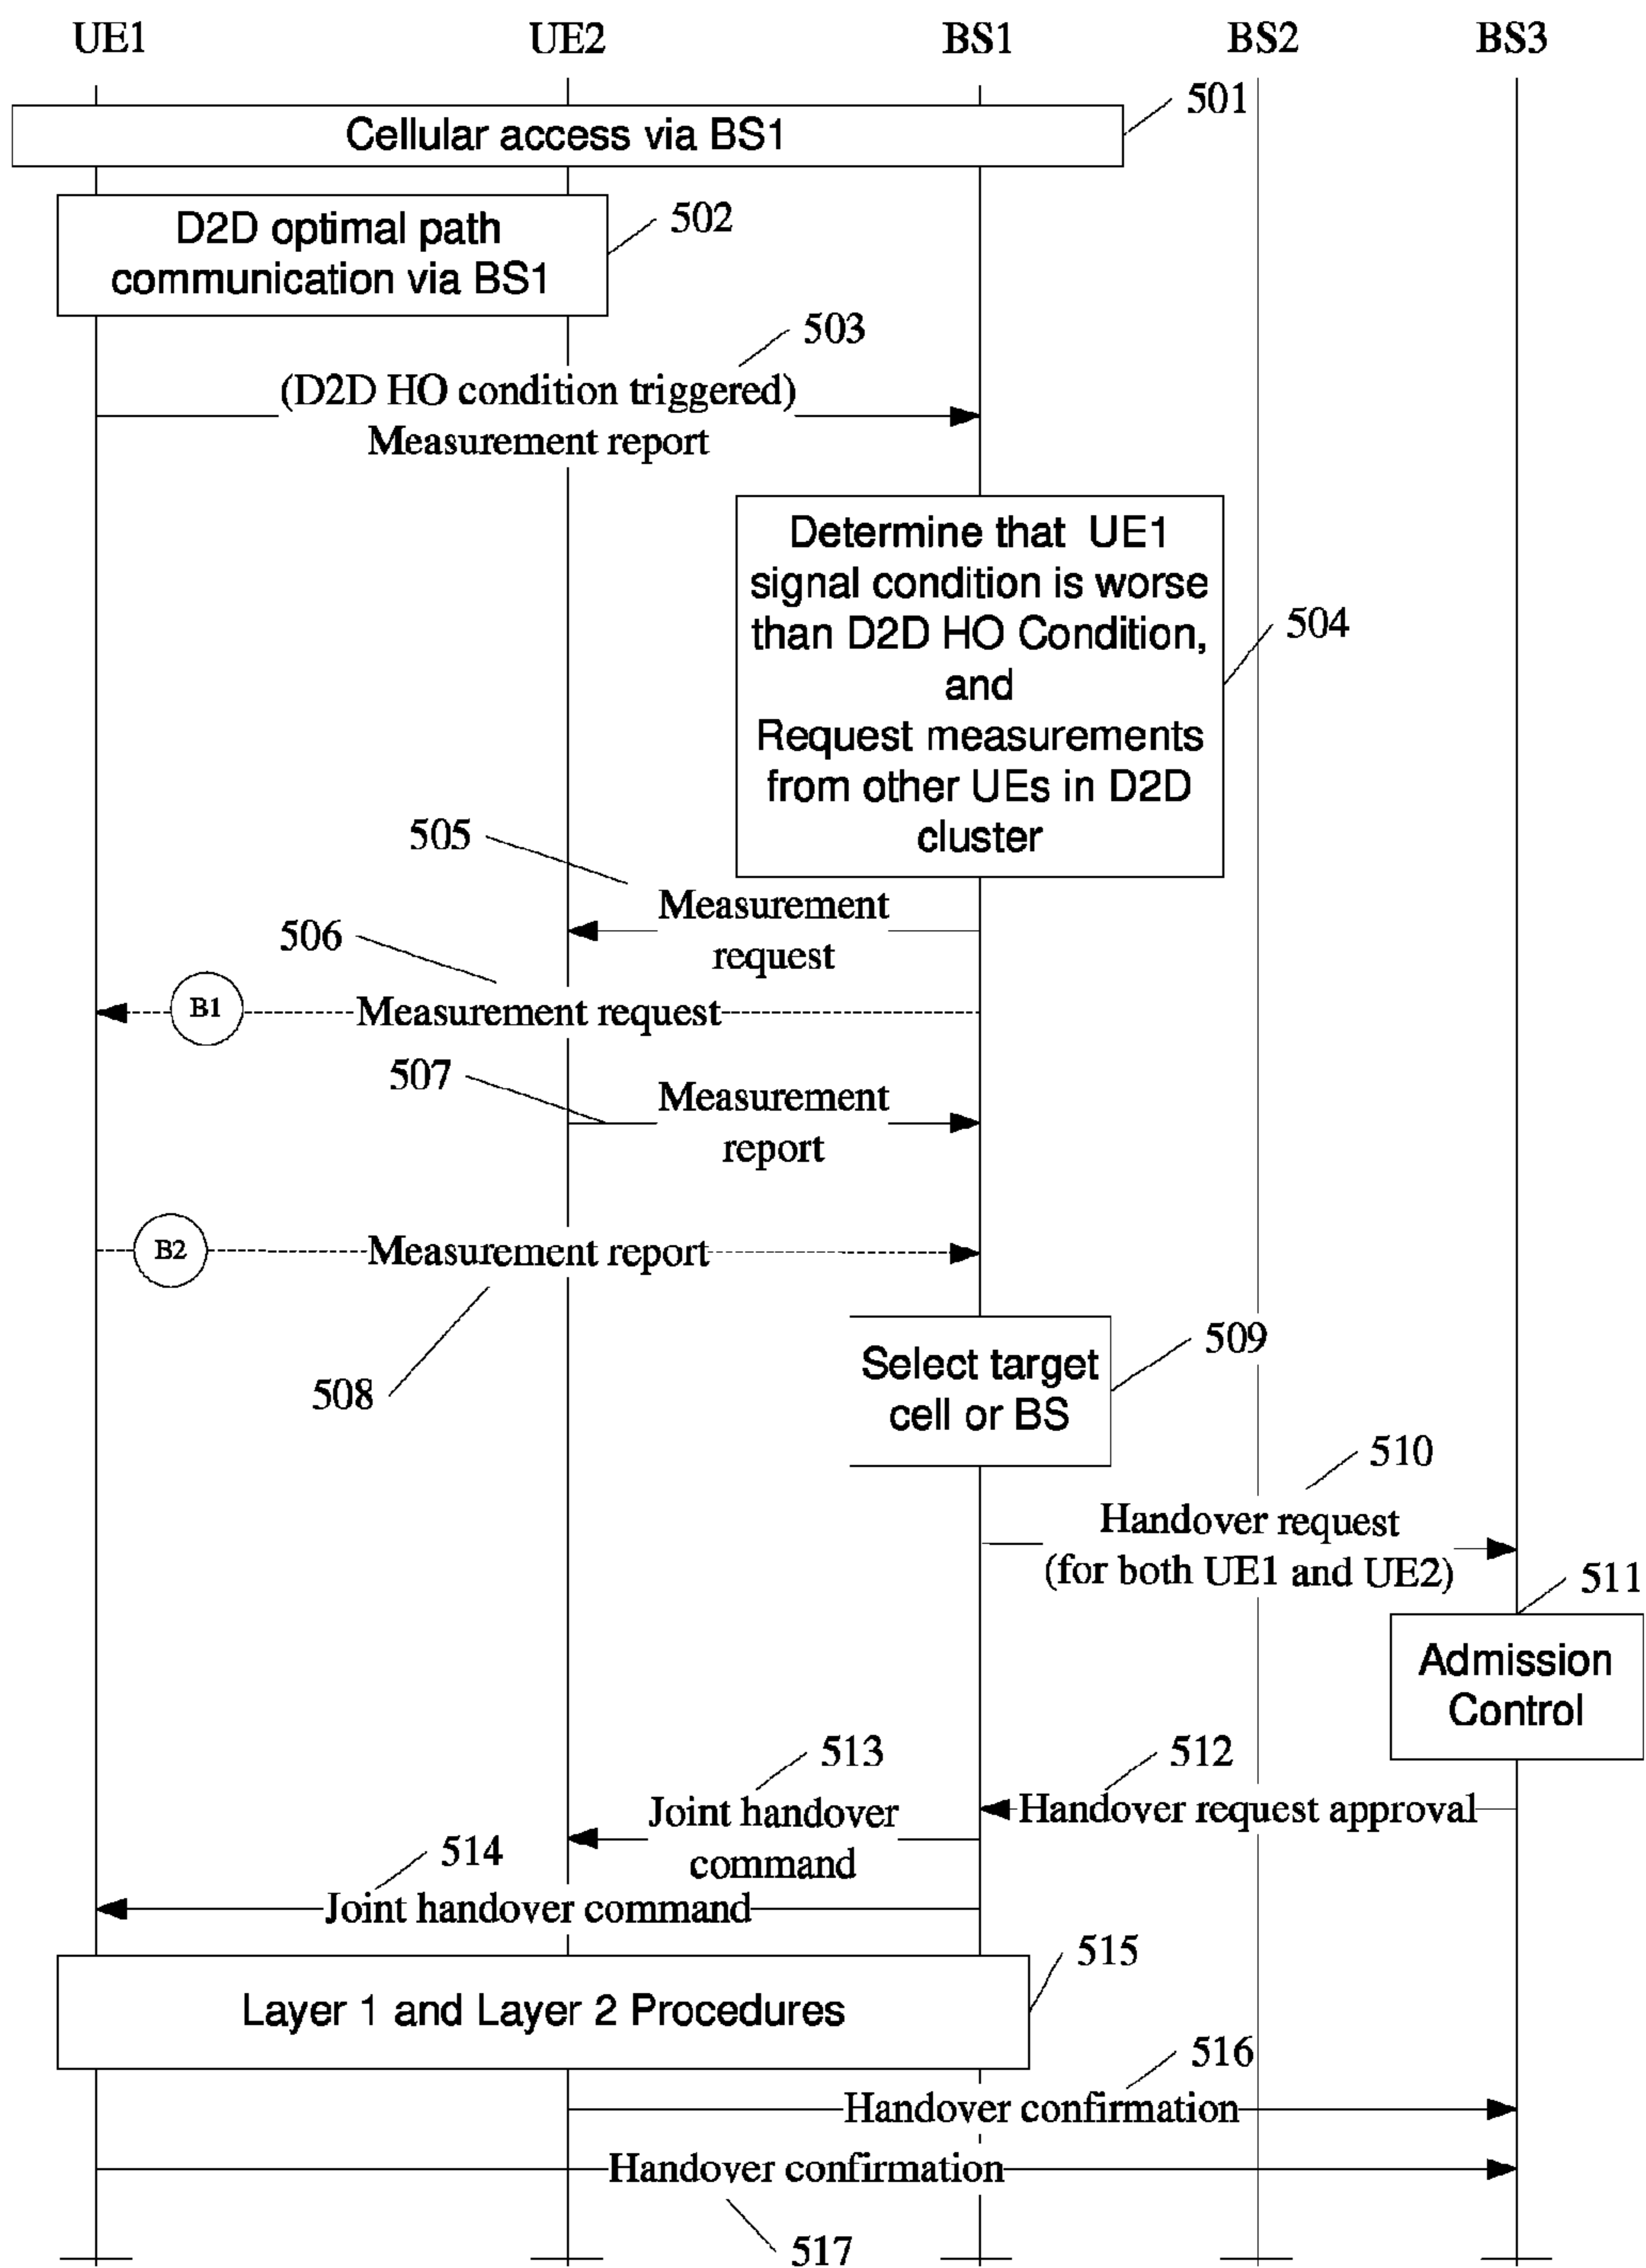 UE1
UE2
BS1
BS2
BS3
501
Cellular access via BS1
502
D2D optimal path
communication via BS1
503
(D2D HO condition triggered)
Measurement report
Determine that UE1
signal condition is worse
than D2D HO Condition,
and
Request measurements
from other UEs in D2D
cluster
504
505
Measurement
request
506
B1
Measurement request
507
Measurement
report
B2
Measurement report
508
Select target
cell or BS
509
510
Handover request
(for both UE1 and UE2)
511
Admission
Control
512
Handover request approval
513
Joint handover
command
514
Joint handover command
515
Layer 1 and Layer 2 Procedures
516
Handover confirmation
Handover confirmation
517